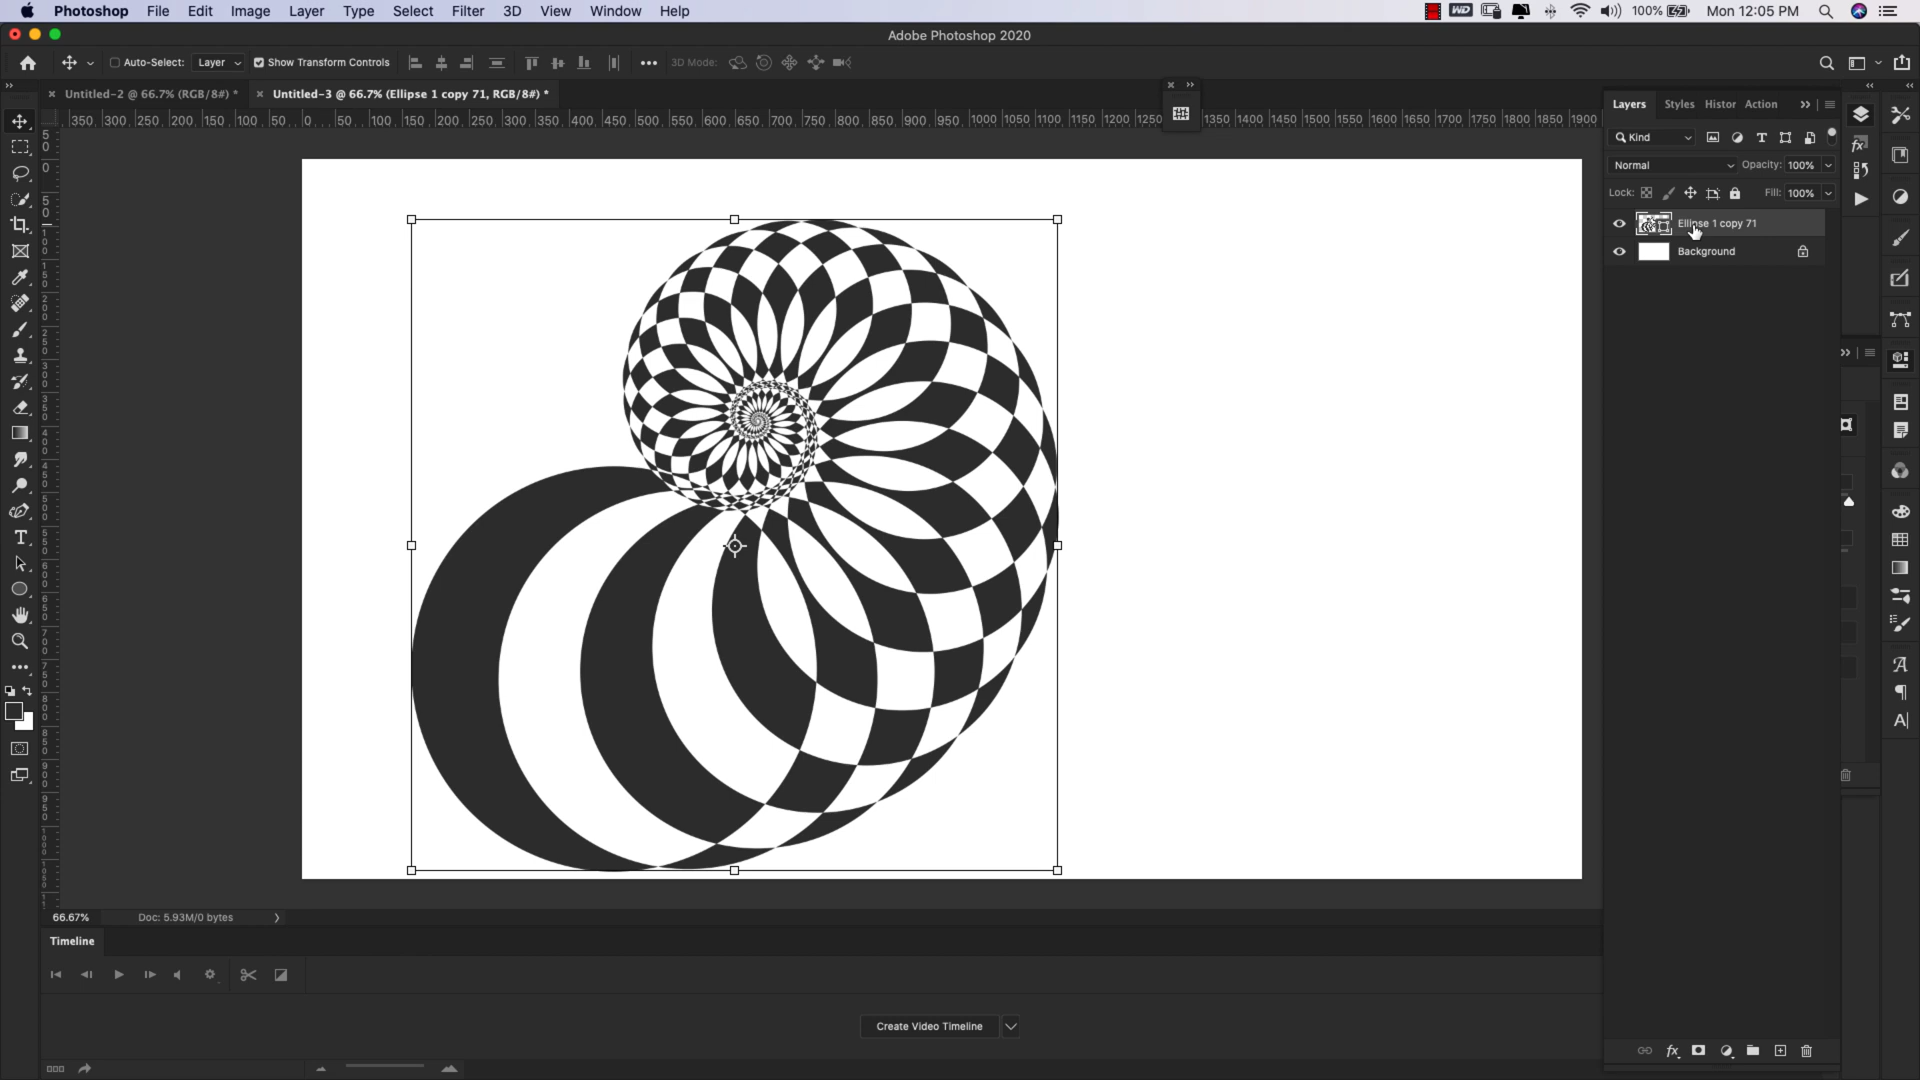 Photoshop File Edit Image Layer Type Select Filter 3D View Window Help WD 100% Mon 12:05 PM
Adobe Photoshop 2020
Auto-Select: Layer Show Transform Controls 3D Mode:
Untitled-2 @ 66.7% (RGB/8#) * Untitled-3 @ 66.7% (Ellipse 1 copy 71, RGB/8#) *
350 300 250 200 150 100 50 0 50 100 150 200 250 300 350 400 450 500 550 600 650 700 750 800 850 900 950 1000 1050 1100 1150 1200 1250 1350 1400 1450 1500 1550 1600 1650 1700 1750 1800 1850 1900
Layers Styles Histor Action
Kind
Normal Opacity: 100%
Lock: Fill: 100%
Ellipse 1 copy 71
Background
66.67% Doc: 5.93M/0 bytes
Timeline
Create Video Timeline